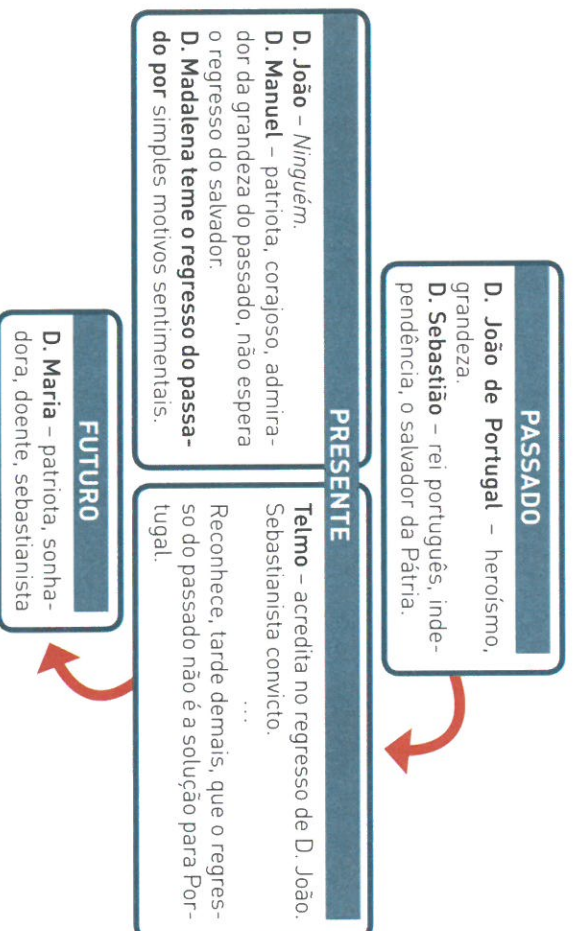 PASSADO
D. João de Portugal – heroísmo,
grandeza.
D. Sebastião – rei português, inde-
pendência, o salvador da Pátria.
PRESENTE
D. João – Ninguém.
D. Manuel – patriota, corajoso, admira-
dor da grandeza do passado, não espera
o regresso do salvador.
D. Madalena teme o regresso do passa-
do por simples motivos sentimentais.
Telmo – acredita no regresso de D. João.
Sebastianista convicto.
...
Reconhece, tarde demais, que o regres-
so do passado não é a solução para Por-
tugal.
FUTURO
D. Maria – patriota, sonha-
dora, doente, sebastianista